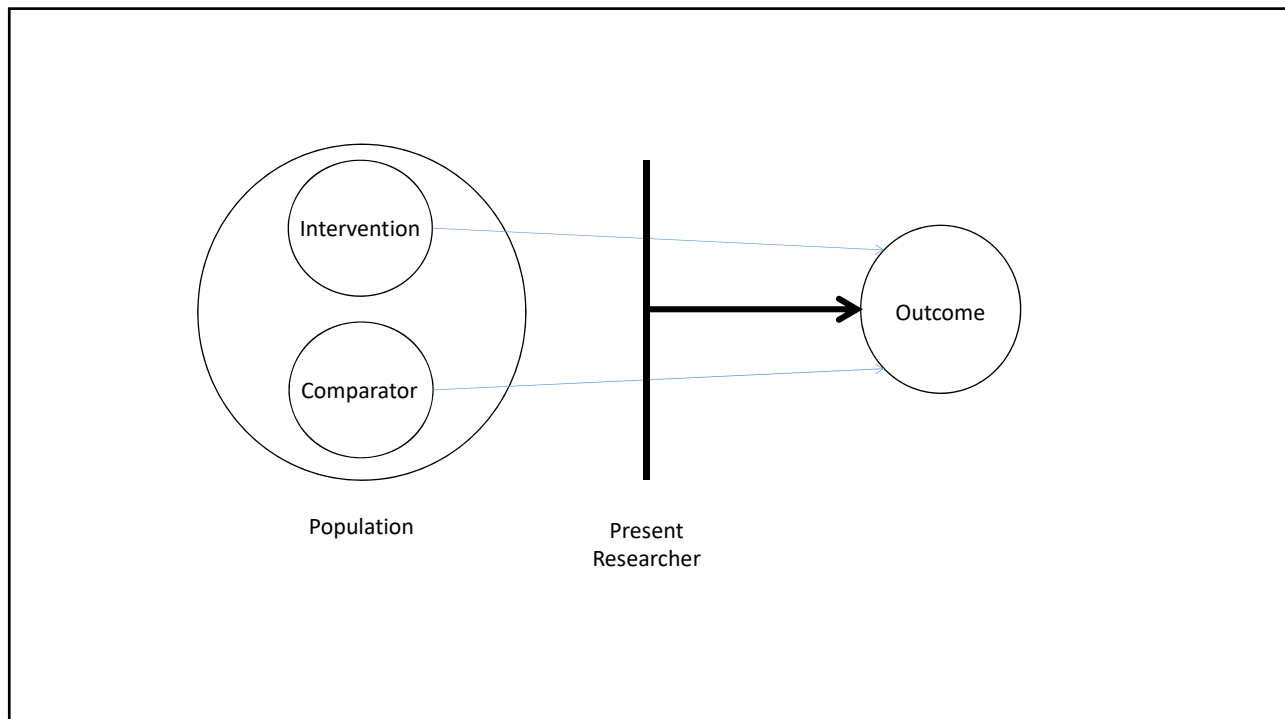 Intervention
Outcome
Comparator
Population
Present
Researcher